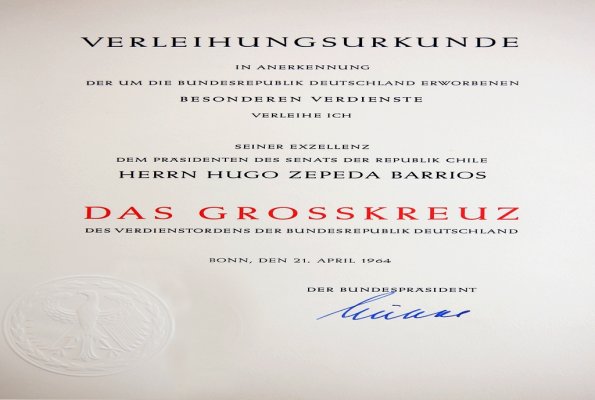 VERLEIHUNGSURKUNDE
IN ANERKENNUNG
DER UM DIE BUNDESREPUBLIK DEUTSCHLAND ERWORBENEN
BESONDEREN VERDIENSTE
VERLEIHE ICH
SEINER EXZELLENZ
DEM PRÄSIDENTEN DES SENATS DER REPUBLIK CHILE
HERRN HUGO ZEPEDA BARRIOS
DAS GROSSKREUZ
DES VERDIENSTORDENS DER BUNDESREPUBLIK DEUTSCHLAND
BONN, DEN 21. APRIL 1964
DER BUNDESPRÄSIDENT